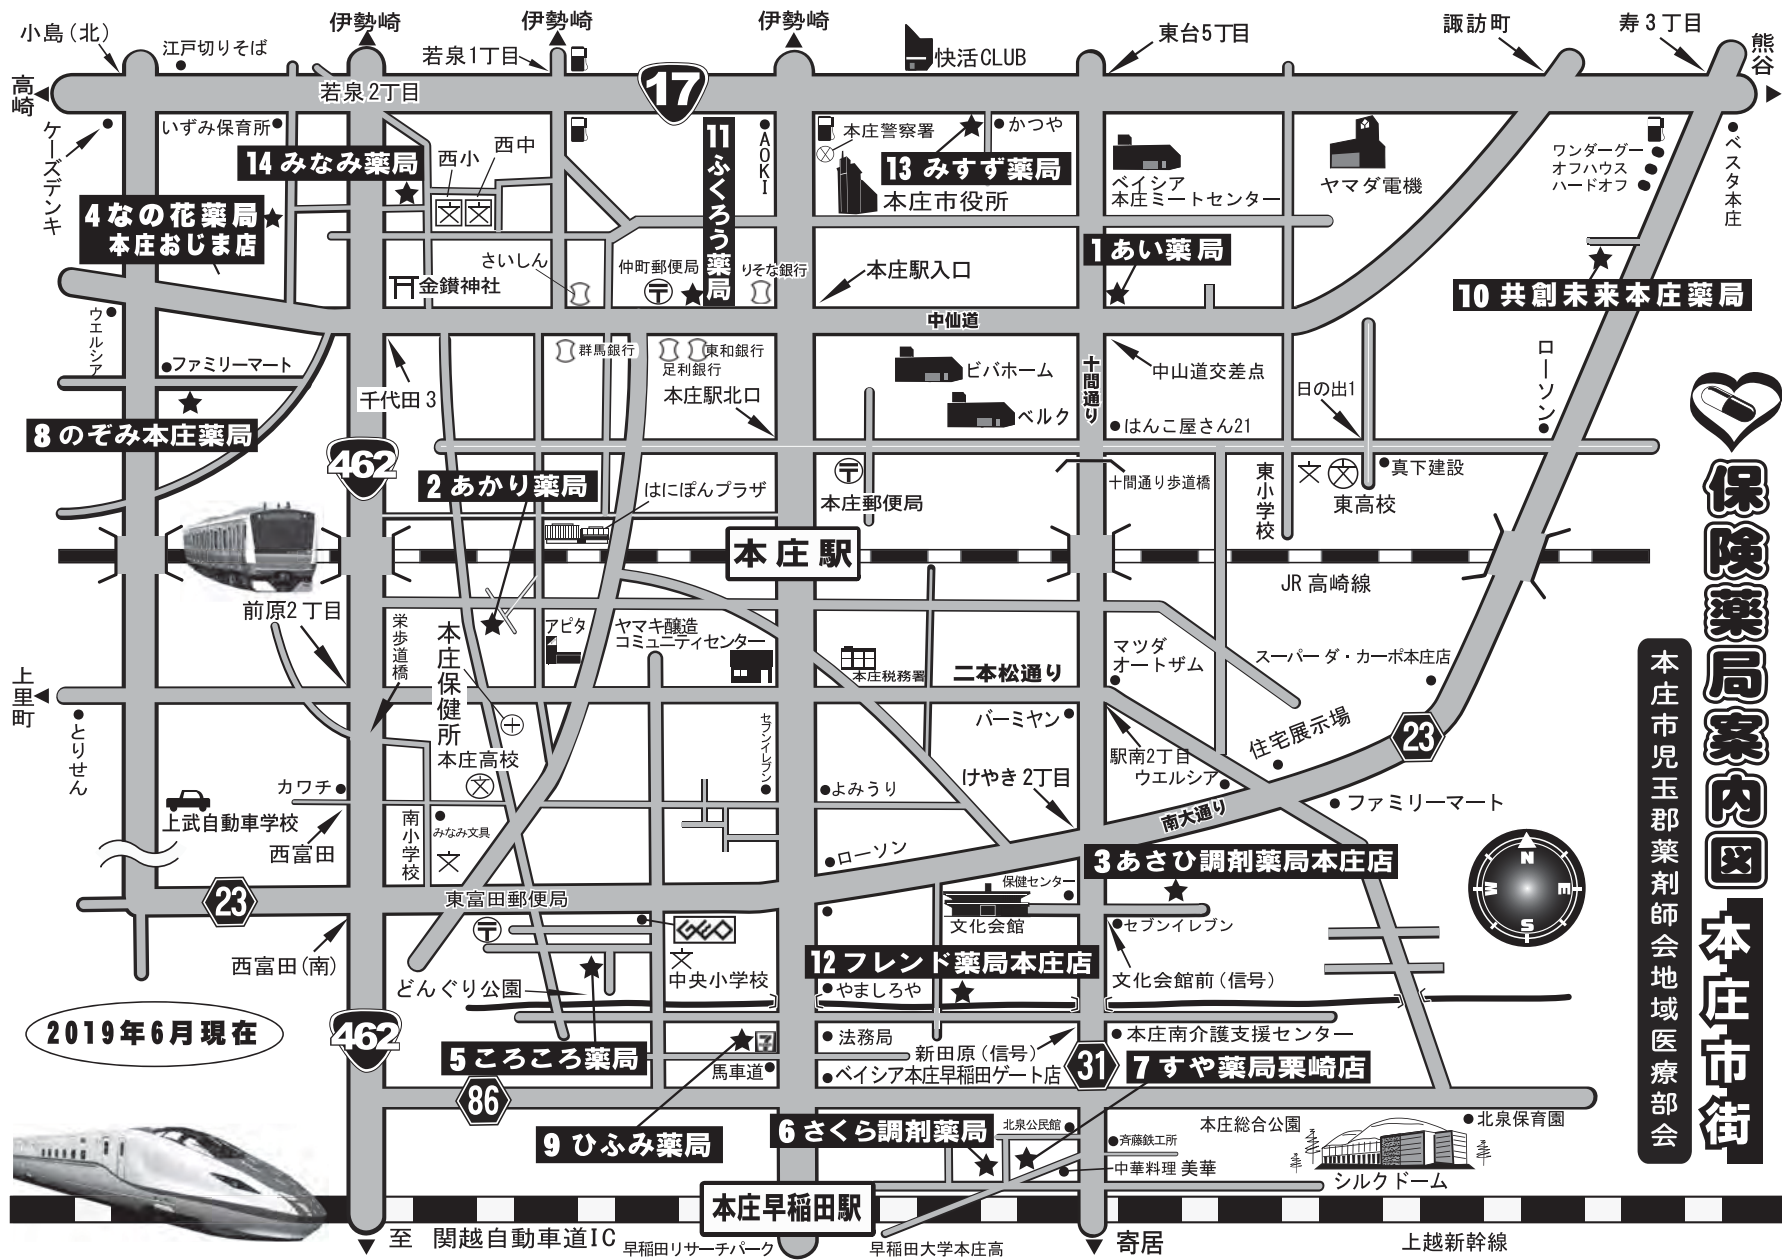 小島(北)
伊勢崎
伊勢崎
伊勢崎
東台5丁目
諏訪町
寿3丁目
熊谷
江戸切りそば
若泉1丁目
快活CLUB
高崎
若泉2丁目
17
ケーズデンキ
いずみ保育所
14 みなみ薬局
西小
西中
11 ふくろう薬局
AOKI
本庄警察署
13 みすず薬局
かつや
本庄市役所
ベイシア
本庄ミートセンター
ヤマダ電機
ワンダーグー
オフハウス
ハードオフ
ベスタ本庄
4 なの花薬局
本庄おじま店
さいしん
仲町郵便局
りそな銀行
本庄駅入口
1 あい薬局
金鑚神社
10 共創未来本庄薬局
中仙道
ウエルシア
ファミリーマート
群馬銀行
足利銀行
東和銀行
ビバホーム
十間通り
中山道交差点
ローソン
千代田3
本庄駅北口
ベルク
日の出1
8 のぞみ本庄薬局
はんこ屋さん21
462
2 あかり薬局
はにぽんプラザ
本庄郵便局
十間通り歩道橋
東小学校
東高校
真下建設
本庄駅
JR高崎線
前原2丁目
栄歩道橋
本庄保健所
アピタ
ヤマキ醸造
コミュニティセンター
本庄税務署
二本松通り
マツダ
オートザム
スーパーダ・カーポ本庄店
上里町
とりせん
バーミヤン
セブンイレブン
駅南2丁目
ウエルシア
住宅展示場
23
本庄高校
けやき2丁目
カワチ
よみうり
南大通り
ファミリーマート
上武自動車学校
西富田
南小学校
みなみ文具
ローソン
3 あさひ調剤薬局本庄店
N
E
S
W
23
東富田郵便局
GEO
保健センター
文化会館
セブンイレブン
西富田(南)
どんぐり公園
中央小学校
12 フレンド薬局本庄店
やましろや
文化会館前(信号)
2019年6月現在
462
5 ころころ薬局
法務局
新田原(信号)
本庄南介護支援センター
馬車道
ベイシア本庄早稲田ゲート店
31
7 すや薬局栗崎店
86
9 ひふみ薬局
6 さくら調剤薬局
北泉公民館
斉藤鉄工所
中華料理 美華
本庄総合公園
北泉保育園
シルクドーム
本庄早稲田駅
至 関越自動車道IC
早稲田リサーチパーク
早稲田大学本庄高
寄居
上越新幹線
保険薬局案内図
本庄市街
本庄市児玉郡薬剤師会地域医療部会